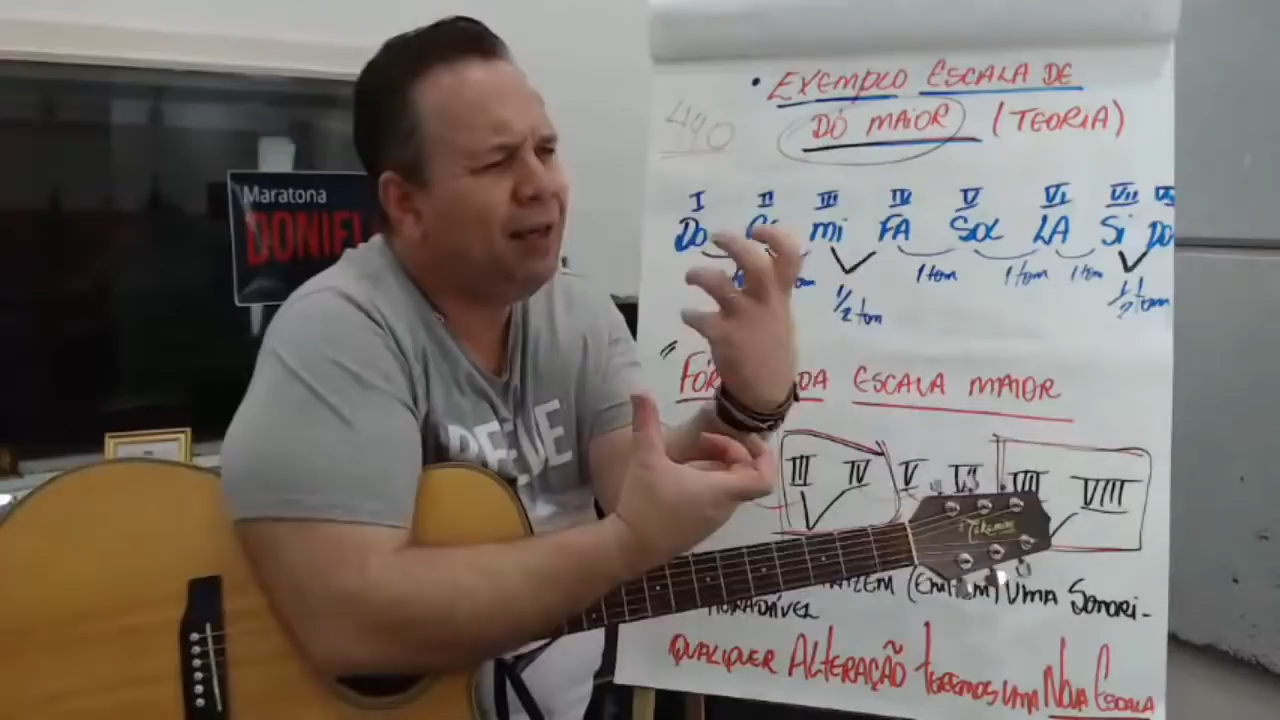 • EXEMPLO ESCALA DE
DÓ MAIOR (TEORIA)
440
I II III IV V VI VII
DO mi FA SOL LA Si DO
1 tom 1 tom 1 tom
1/2 tom 1/2 tom
DA ESCALA MAIOR
III IV V VI VII VIII
(EMITEM) UMA SONORI-
AGRADÁVEL
QUALQUER ALTERAÇÃO TEREMOS UMA NOVA ESCALA
Maratona
DONIEL
Takamine